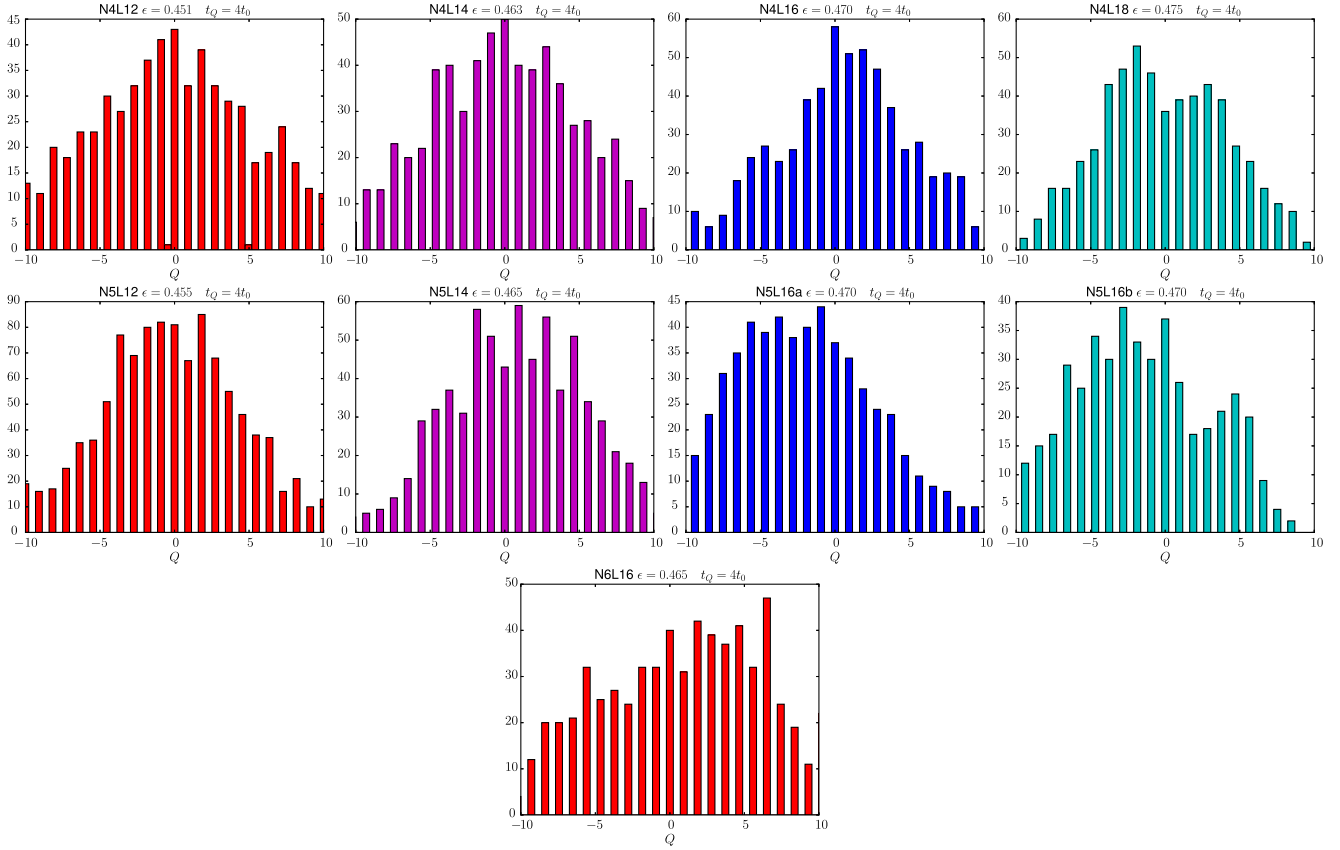 N4L12 ϵ = 0.451 t_Q = 4t_0
45
40
35
30
25
20
15
10
5
0
−10 −5 0 5 10
Q
N4L14 ϵ = 0.463 t_Q = 4t_0
50
40
30
20
10
0
−10 −5 0 5 10
Q
N4L16 ϵ = 0.470 t_Q = 4t_0
60
50
40
30
20
10
0
−10 −5 0 5 10
Q
N4L18 ϵ = 0.475 t_Q = 4t_0
60
50
40
30
20
10
0
−10 −5 0 5 10
Q
N5L12 ϵ = 0.455 t_Q = 4t_0
90
80
70
60
50
40
30
20
10
0
−10 −5 0 5 10
Q
N5L14 ϵ = 0.465 t_Q = 4t_0
60
50
40
30
20
10
0
−10 −5 0 5 10
Q
N5L16a ϵ = 0.470 t_Q = 4t_0
45
40
35
30
25
20
15
10
5
0
−10 −5 0 5 10
Q
N5L16b ϵ = 0.470 t_Q = 4t_0
40
35
30
25
20
15
10
5
0
−10 −5 0 5 10
Q
N6L16 ϵ = 0.465 t_Q = 4t_0
50
40
30
20
10
0
−10 −5 0 5 10
Q